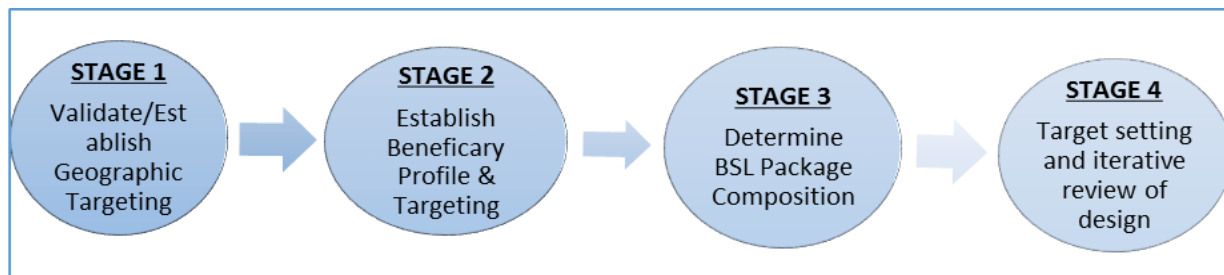 STAGE 1
Validate/Est
ablish
Geographic
Targeting
STAGE 2
Establish
Beneficary
Profile &
Targeting
STAGE 3
Determine
BSL Package
Composition
STAGE 4
Target setting
and iterative
review of
design